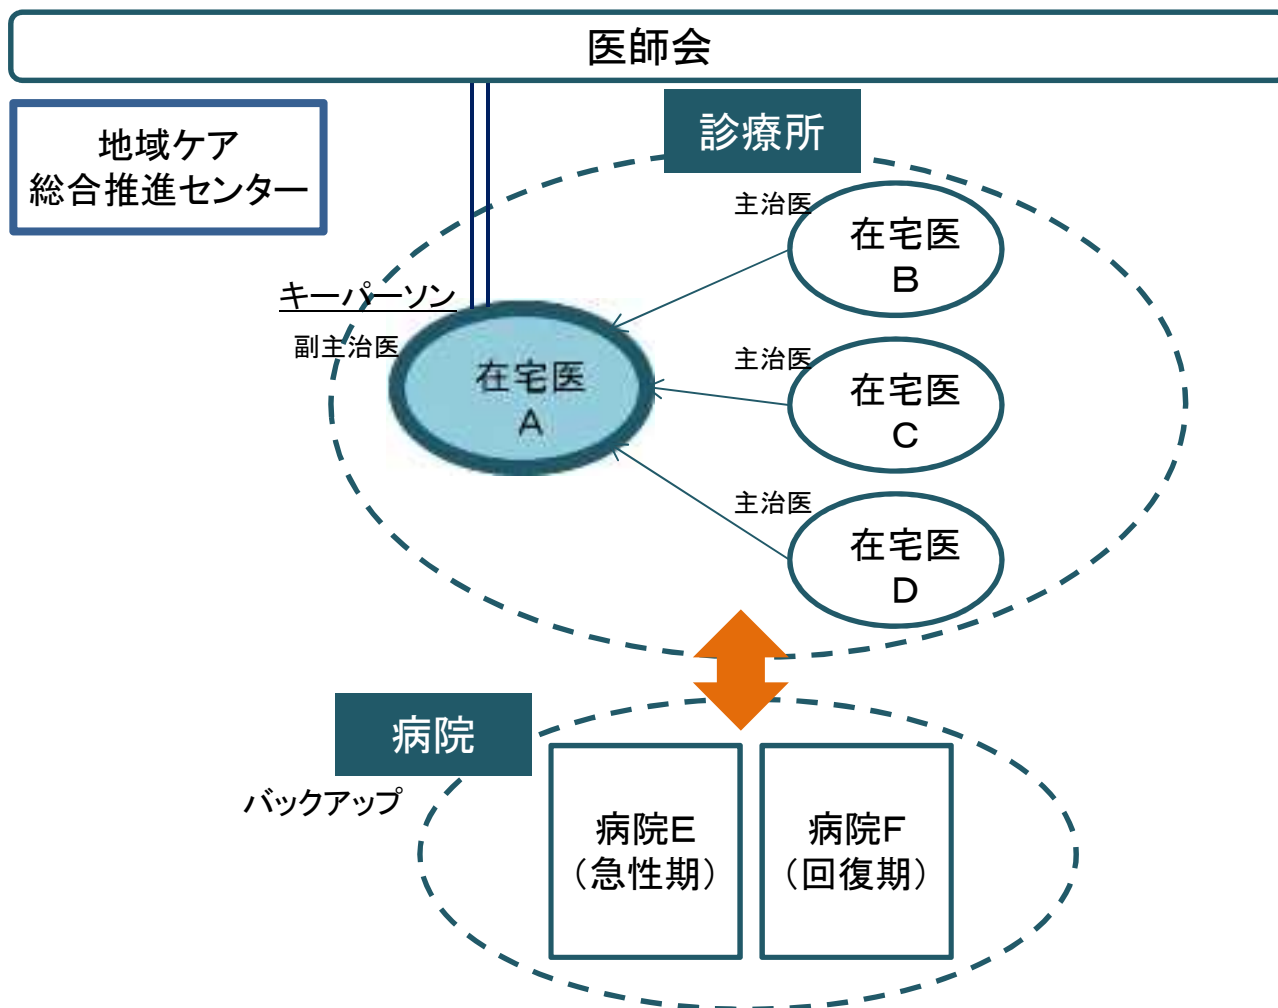 医師会
地域ケア
総合推進センター
診療所
主治医
在宅医
B
キーパーソン
副主治医
在宅医
A
主治医
在宅医
C
主治医
在宅医
D
病院
バックアップ
病院E
（急性期）
病院F
（回復期）